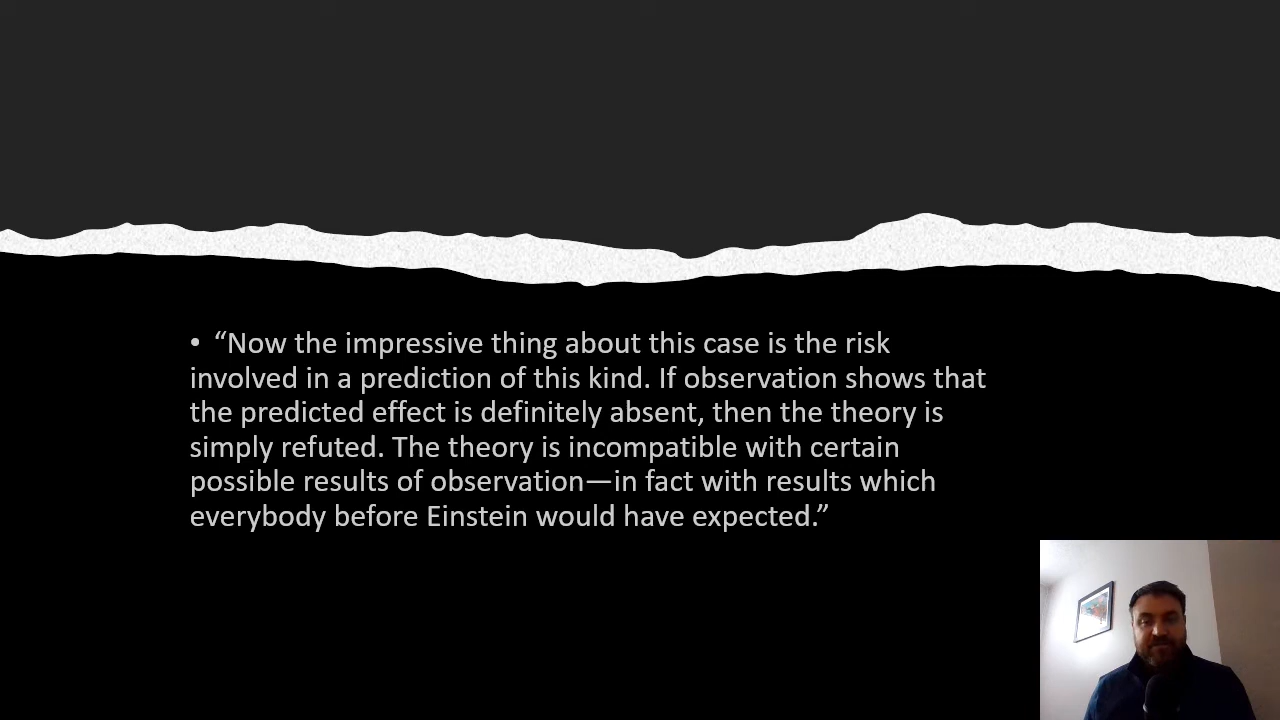 • “Now the impressive thing about this case is the risk
involved in a prediction of this kind. If observation shows that
the predicted effect is definitely absent, then the theory is
simply refuted. The theory is incompatible with certain
possible results of observation—in fact with results which
everybody before Einstein would have expected.”